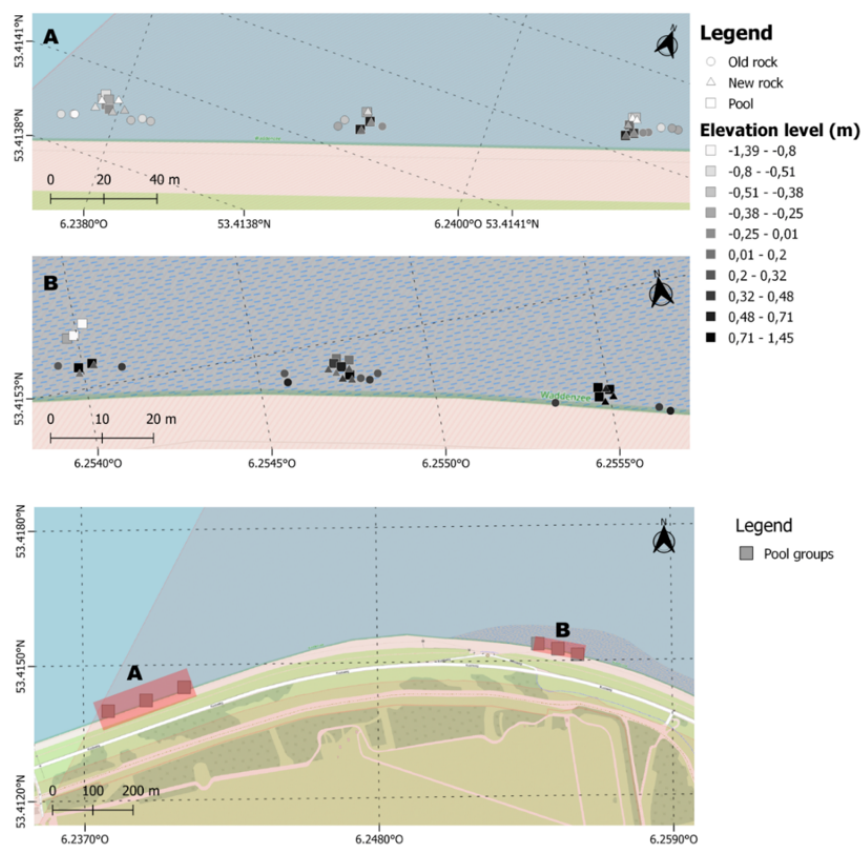 A
N
53.4141°N
53.4138°N
0 20 40 m
6.2380°O 53.4138°N 6.2400°O 53.4141°N
Legend
Old rock
New rock
Pool
Elevation level (m)
-1,39 - -0,8
-0,8 - -0,51
-0,51 - -0,38
-0,38 - -0,25
-0,25 - 0,01
0,01 - 0,2
0,2 - 0,32
0,32 - 0,48
0,48 - 0,71
0,71 - 1,45
B
N
53.4153°N
Waddenzee
0 10 20 m
6.2540°O 6.2545°O 6.2550°O 6.2555°O
53.4180°N
N
B
53.4150°N
A
53.4120°N
0 100 200 m
6.2370°O 6.2480°O 6.2590°O
Legend
Pool groups